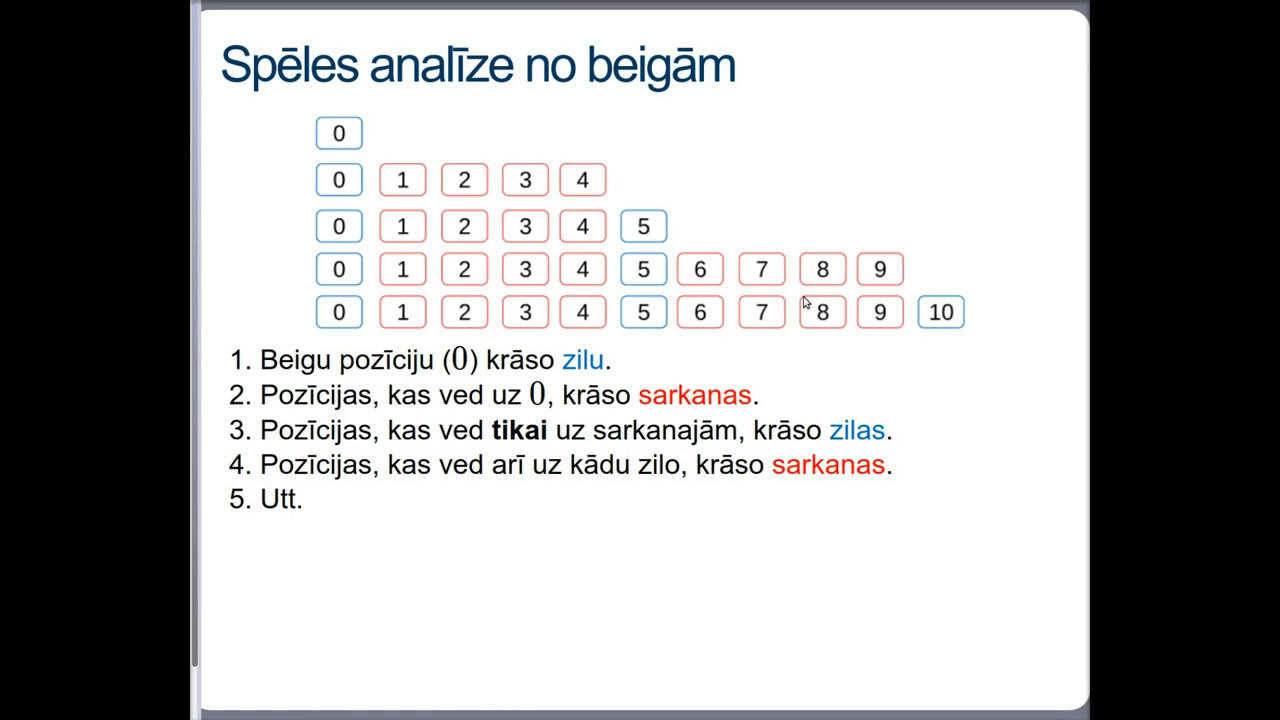 Spēles analīze no beigām
0
0 1 2 3 4
0 1 2 3 4 5
0 1 2 3 4 5 6 7 8 9
0 1 2 3 4 5 6 7 8 9 10
1. Beigu pozīciju (0) krāso zilu.
2. Pozīcijas, kas ved uz 0, krāso sarkanas.
3. Pozīcijas, kas ved tikai uz sarkanajām, krāso zilas.
4. Pozīcijas, kas ved arī uz kādu zilo, krāso sarkanas.
5. Utt.